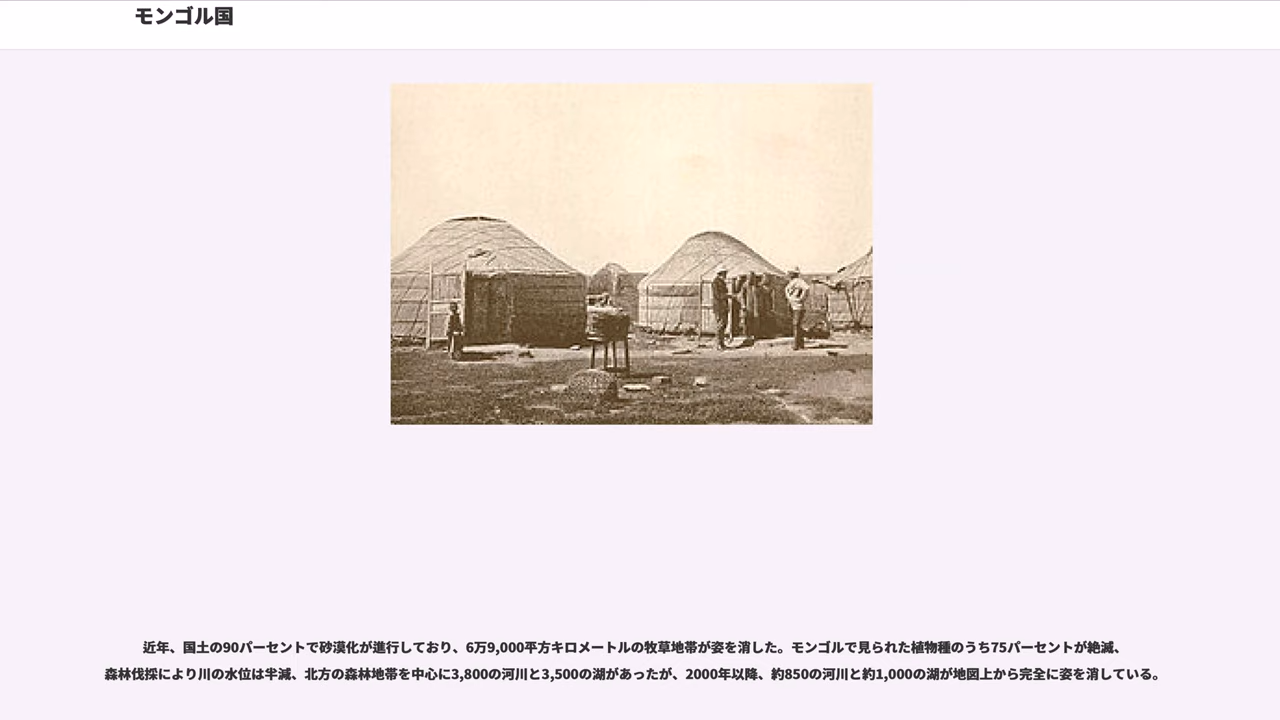 モンゴル国
近年、国土の90パーセントで砂漠化が進行しており、6万9,000平方キロメートルの牧草地帯が姿を消した。モンゴルで見られた植物種のうち75パーセントが絶滅、
森林伐採により川の水位は半減、北方の森林地帯を中心に3,800の河川と3,500の湖があったが、2000年以降、約850の河川と約1,000の湖が地図上から完全に姿を消している。